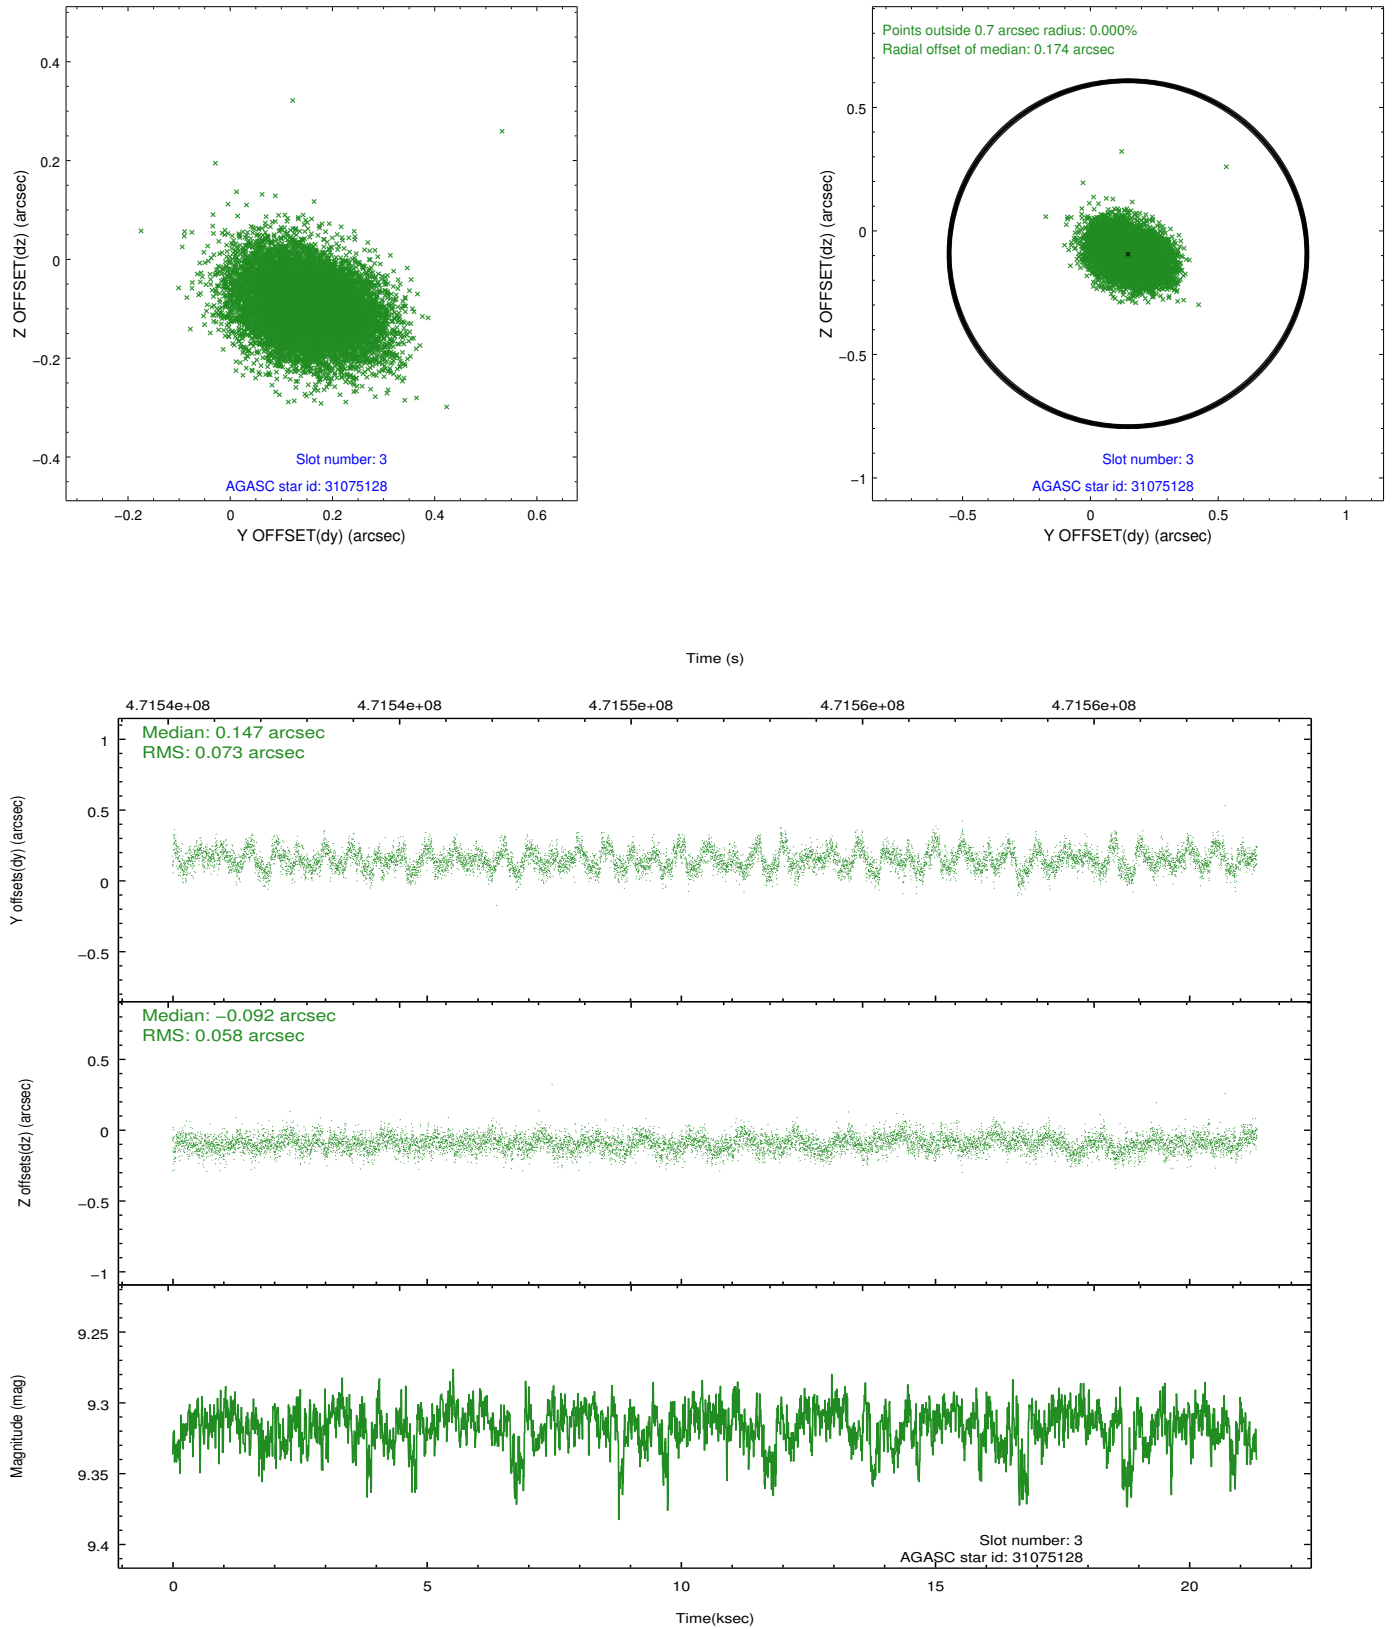 0.4
0.2
0
−0.2
−0.4
Z OFFSET(dz) (arcsec)
Slot number: 3
AGASC star id: 31075128
−0.2 0 0.2 0.4 0.6
Y OFFSET(dy) (arcsec)
Points outside 0.7 arcsec radius: 0.000%
Radial offset of median: 0.174 arcsec
0.5
0
−0.5
−1
Z OFFSET(dz) (arcsec)
Slot number: 3
AGASC star id: 31075128
−0.5 0 0.5 1
Y OFFSET(dy) (arcsec)
Time (s)
4.7154e+08 4.7154e+08 4.7155e+08 4.7156e+08 4.7156e+08
Median: 0.147 arcsec
RMS: 0.073 arcsec
1
0.5
0
−0.5
Y offsets(dy) (arcsec)
Median: −0.092 arcsec
RMS: 0.058 arcsec
0.5
0
−0.5
−1
Z offsets(dz) (arcsec)
9.25
9.3
9.35
9.4
Magnitude (mag)
Slot number: 3
AGASC star id: 31075128
0 5 10 15 20
Time(ksec)